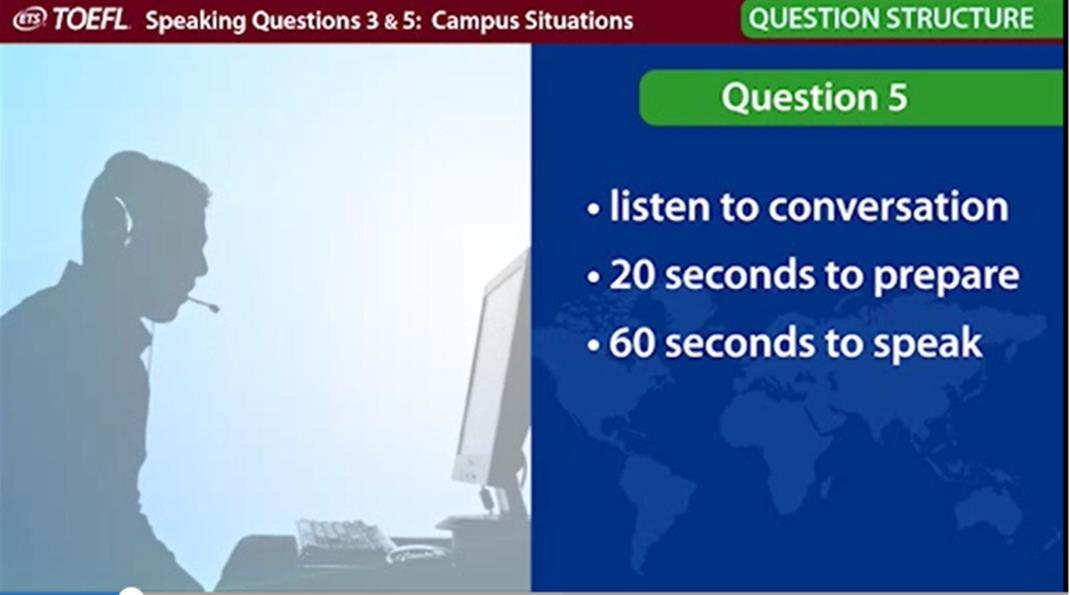 ETS TOEFL Speaking Questions 3 & 5: Campus Situations
QUESTION STRUCTURE
Question 5
• listen to conversation
• 20 seconds to prepare
• 60 seconds to speak